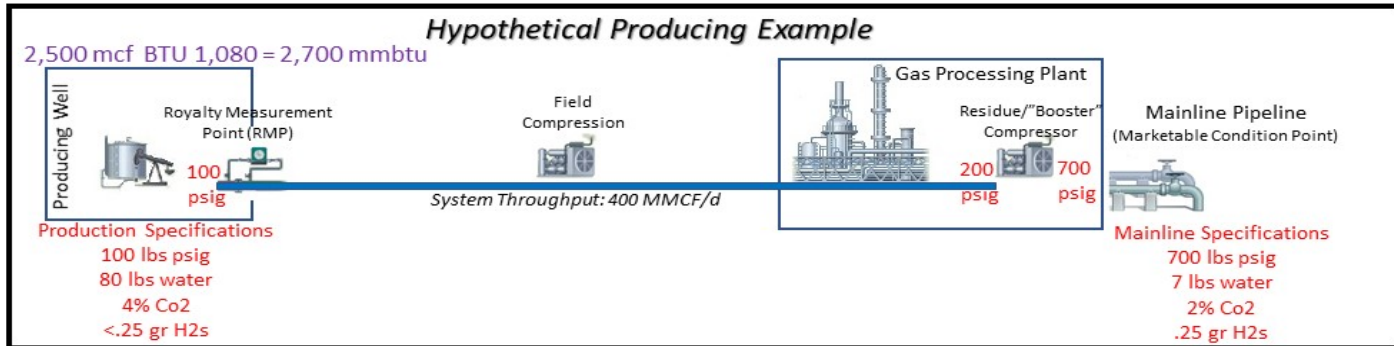 Hypothetical Producing Example
2,500 mcf BTU 1,080 = 2,700 mmbtu
Producing Well
Royalty Measurement
Point (RMP)
100
psig
Field
Compression
System Throughput: 400 MMCF/d
Gas Processing Plant
Residue/"Booster"
Compressor
200
psig
700
psig
Mainline Pipeline
(Marketable Condition Point)
Production Specifications
100 lbs psig
80 lbs water
4% Co2
<.25 gr H2s
Mainline Specifications
700 lbs psig
7 lbs water
2% Co2
.25 gr H2s